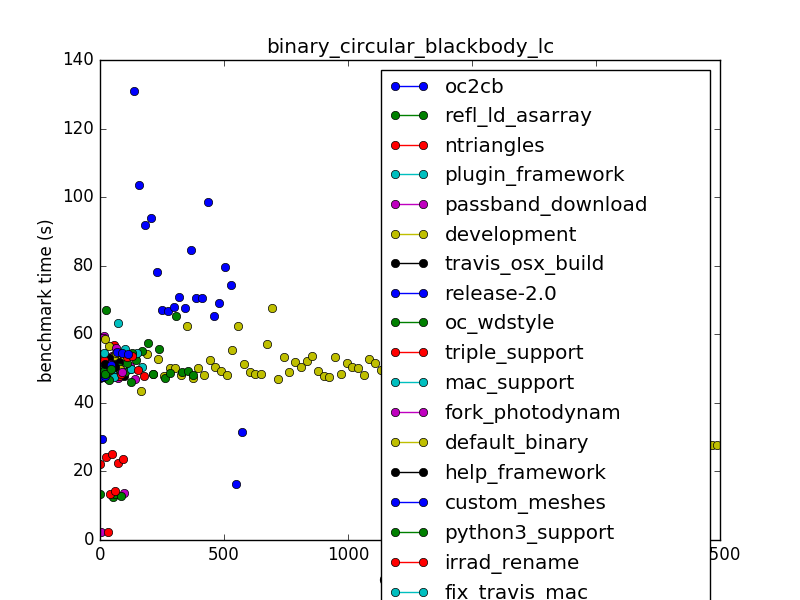 binary_circular_blackbody_lc
benchmark time (s)
140
120
100
80
60
40
20
0
0
500
1000
500
oc2cb
refl_ld_asarray
ntriangles
plugin_framework
passband_download
development
travis_osx_build
release-2.0
oc_wdstyle
triple_support
mac_support
fork_photodynam
default_binary
help_framework
custom_meshes
python3_support
irrad_rename
fix_travis_mac